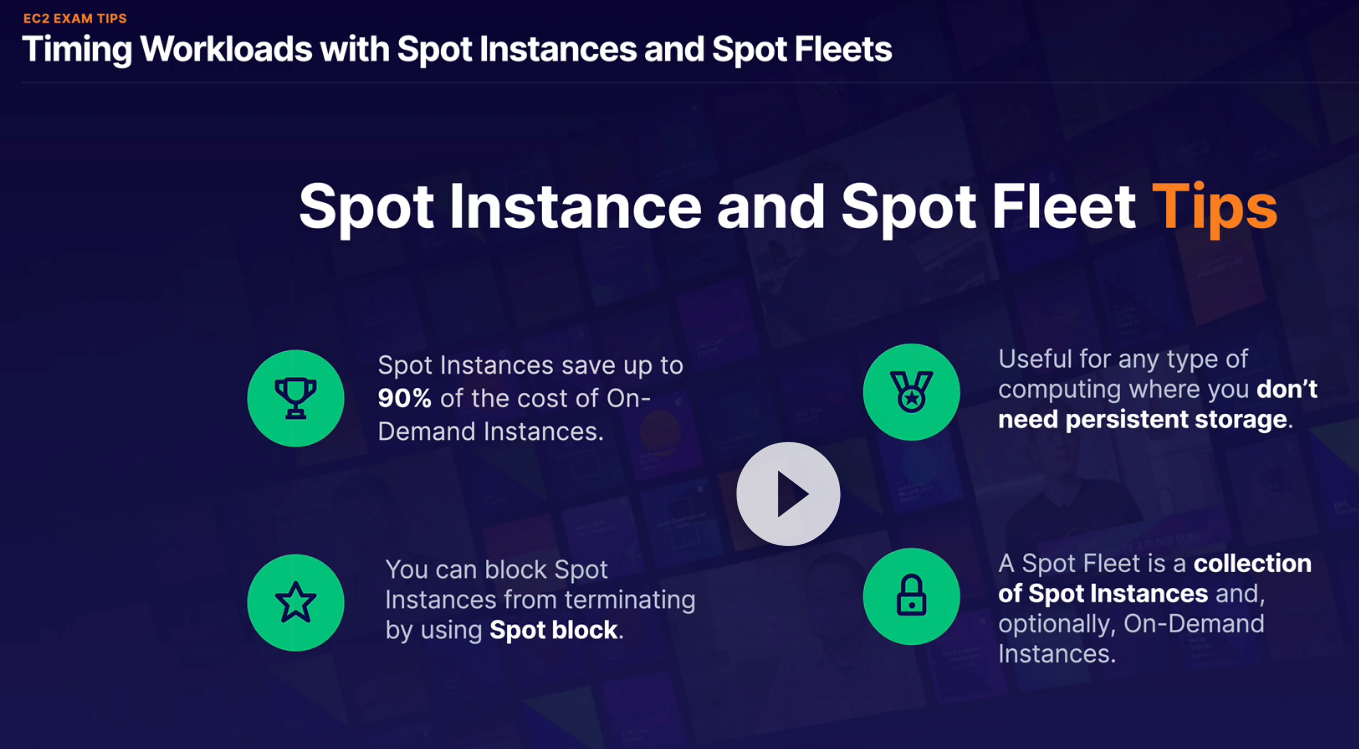 EC2 EXAM TIPS
Timing Workloads with Spot Instances and Spot Fleets
Spot Instance and Spot Fleet Tips
Spot Instances save up to
90% of the cost of On-
Demand Instances.
Useful for any type of
computing where you don’t
need persistent storage.
You can block Spot
Instances from terminating
by using Spot block.
A Spot Fleet is a collection
of Spot Instances and,
optionally, On-Demand
Instances.